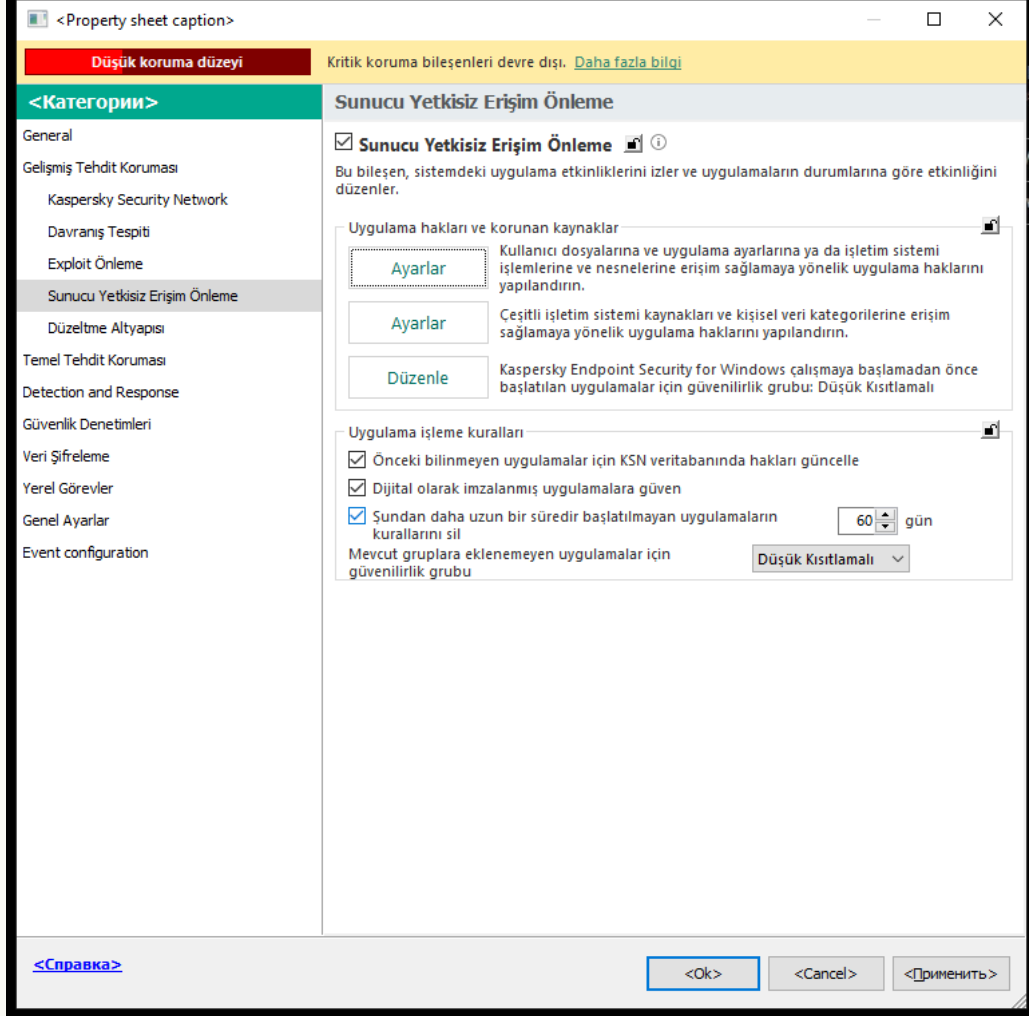 <Property sheet caption>
Düşük koruma düzeyi
Kritik koruma bileşenleri devre dışı. Daha fazla bilgi
<Категории>
General
Gelişmiş Tehdit Koruması
Kaspersky Security Network
Davranış Tespiti
Exploit Önleme
Sunucu Yetkisiz Erişim Önleme
Düzeltme Altyapısı
Temel Tehdit Koruması
Detection and Response
Güvenlik Denetimleri
Veri Şifreleme
Yerel Görevler
Genel Ayarlar
Event configuration
Sunucu Yetkisiz Erişim Önleme
Sunucu Yetkisiz Erişim Önleme
Bu bileşen, sistemdeki uygulama etkinliklerini izler ve uygulamaların durumlarına göre etkinliğini
düzenler.
Uygulama hakları ve korunan kaynaklar
Ayarlar
Kullanıcı dosyalarına ve uygulama ayarlarına ya da işletim sistemi
işlemlerine ve nesnelerine erişim sağlamaya yönelik uygulama haklarını
yapılandırın.
Ayarlar
Çeşitli işletim sistemi kaynakları ve kişisel veri kategorilerine erişim
sağlamaya yönelik uygulama haklarını yapılandırın.
Düzenle
Kaspersky Endpoint Security for Windows çalışmaya başlamadan önce
başlatılan uygulamalar için güvenilirlik grubu: Düşük Kısıtlamalı
Uygulama işleme kuralları
Önceki bilinmeyen uygulamalar için KSN veritabanında hakları güncelle
Dijital olarak imzalanmış uygulamalara güven
Şundan daha uzun bir süredir başlatılmayan uygulamaların
kurallarını sil
60 gün
Mevcut gruplara eklenemeyen uygulamalar için
güvenilirlik grubu
Düşük Kısıtlamalı
<Справка>
<Ok>
<Cancel>
<Применить>